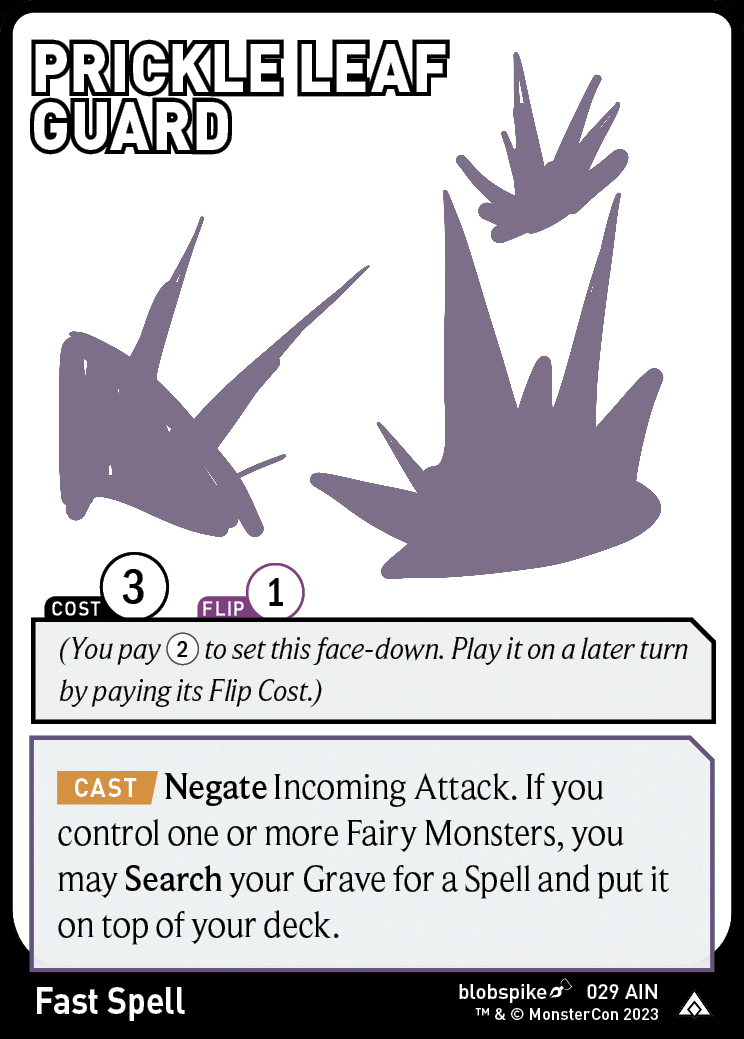 PRICKLE LEAF
GUARD
COST 3 FLIP 1
(You pay 2 to set this face-down. Play it on a later turn
by paying its Flip Cost.)
CAST Negate Incoming Attack. If you
control one or more Fairy Monsters, you
may Search your Grave for a Spell and put it
on top of your deck.
Fast Spell
blobspike 029 AIN
™ & © MonsterCon 2023